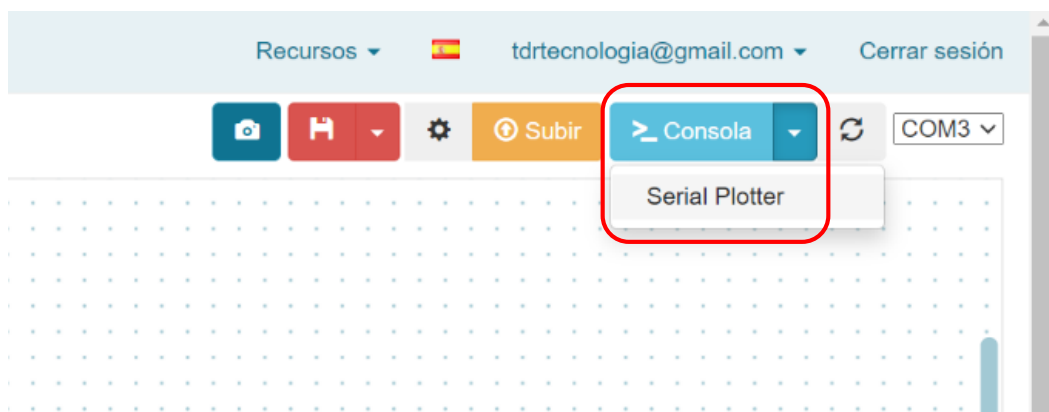 Recursos tdrtecnologia@gmail.com Cerrar sesión
Subir >_ Consola COM3
Serial Plotter